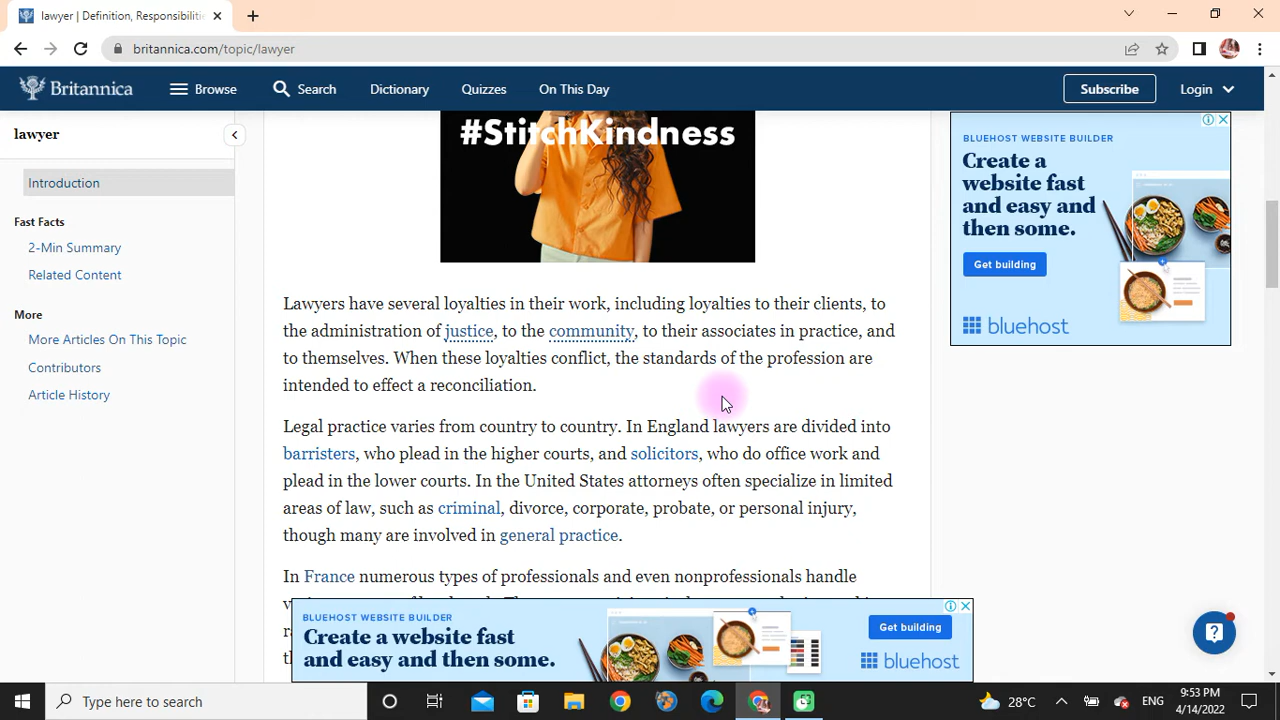 lawyer | Definition, Responsibiliti
britannica.com/topic/lawyer
Britannica
Browse
Search
Dictionary
Quizzes
On This Day
Subscribe
Login
lawyer
Introduction
Fast Facts
2-Min Summary
Related Content
More
More Articles On This Topic
Contributors
Article History
#StitchKindness
Lawyers have several loyalties in their work, including loyalties to their clients, to
the administration of justice, to the community, to their associates in practice, and
to themselves. When these loyalties conflict, the standards of the profession are
intended to effect a reconciliation.
Legal practice varies from country to country. In England lawyers are divided into
barristers, who plead in the higher courts, and solicitors, who do office work and
plead in the lower courts. In the United States attorneys often specialize in limited
areas of law, such as criminal, divorce, corporate, probate, or personal injury,
though many are involved in general practice.
In France numerous types of professionals and even nonprofessionals handle
BLUEHOST WEBSITE BUILDER
Create a
website fast
and easy and
then some.
Get building
bluehost
BLUEHOST WEBSITE BUILDER
Create a website fast
and easy and then some.
Get building
bluehost
Type here to search
28°C
ENG
9:53 PM
4/14/2022